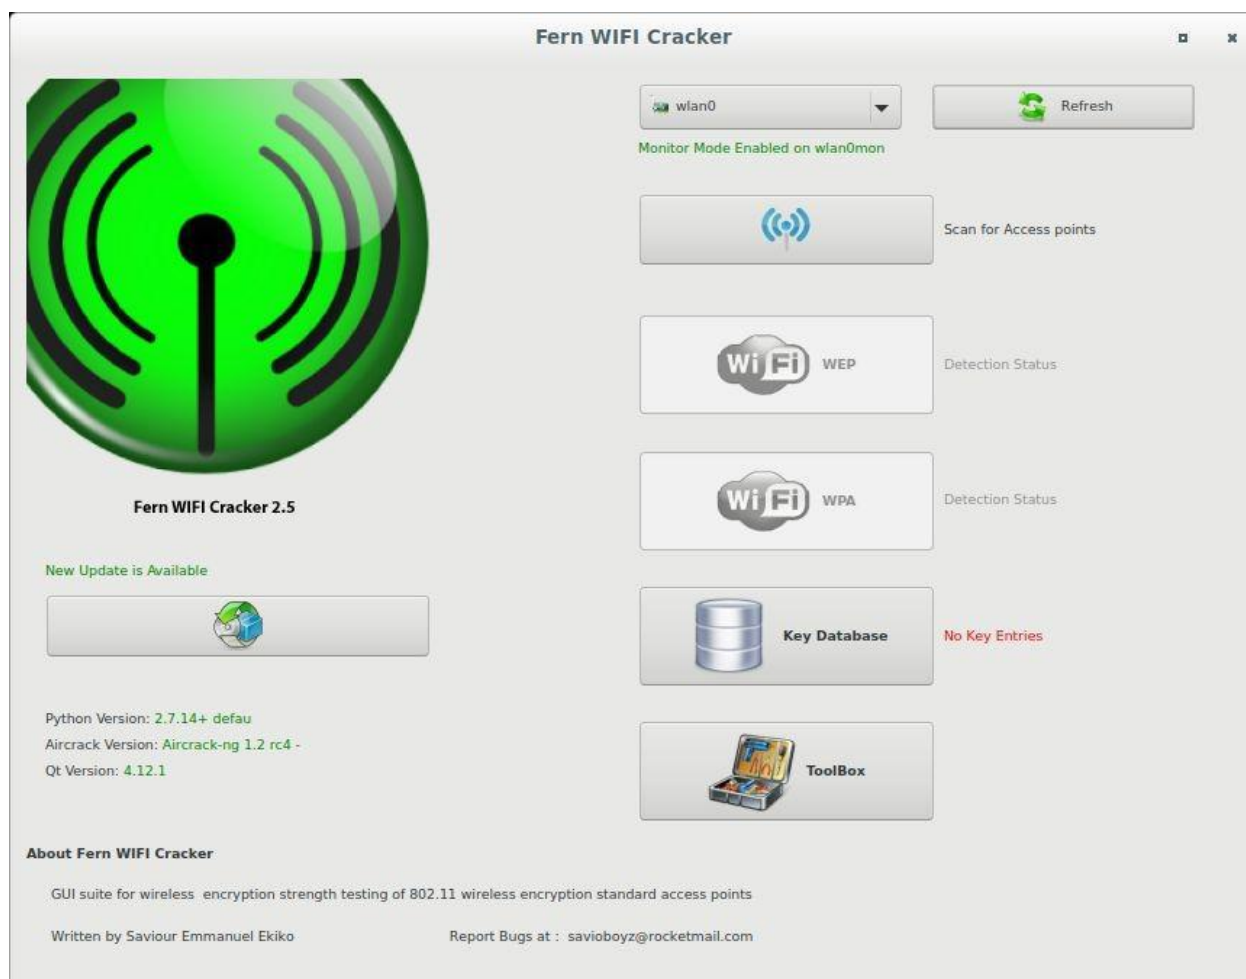 Fern WIFI Cracker
wlan0
Refresh
Monitor Mode Enabled on wlan0mon
Scan for Access points
WiFi WEP
Detection Status
WiFi WPA
Detection Status
Fern WIFI Cracker 2.5
New Update is Available
Key Database
No Key Entries
Python Version: 2.7.14+ defau
Aircrack Version: Aircrack-ng 1.2 rc4 -
Qt Version: 4.12.1
ToolBox
About Fern WIFI Cracker
GUI suite for wireless encryption strength testing of 802.11 wireless encryption standard access points
Written by Saviour Emmanuel Ekiko
Report Bugs at : savioboyz@rocketmail.com